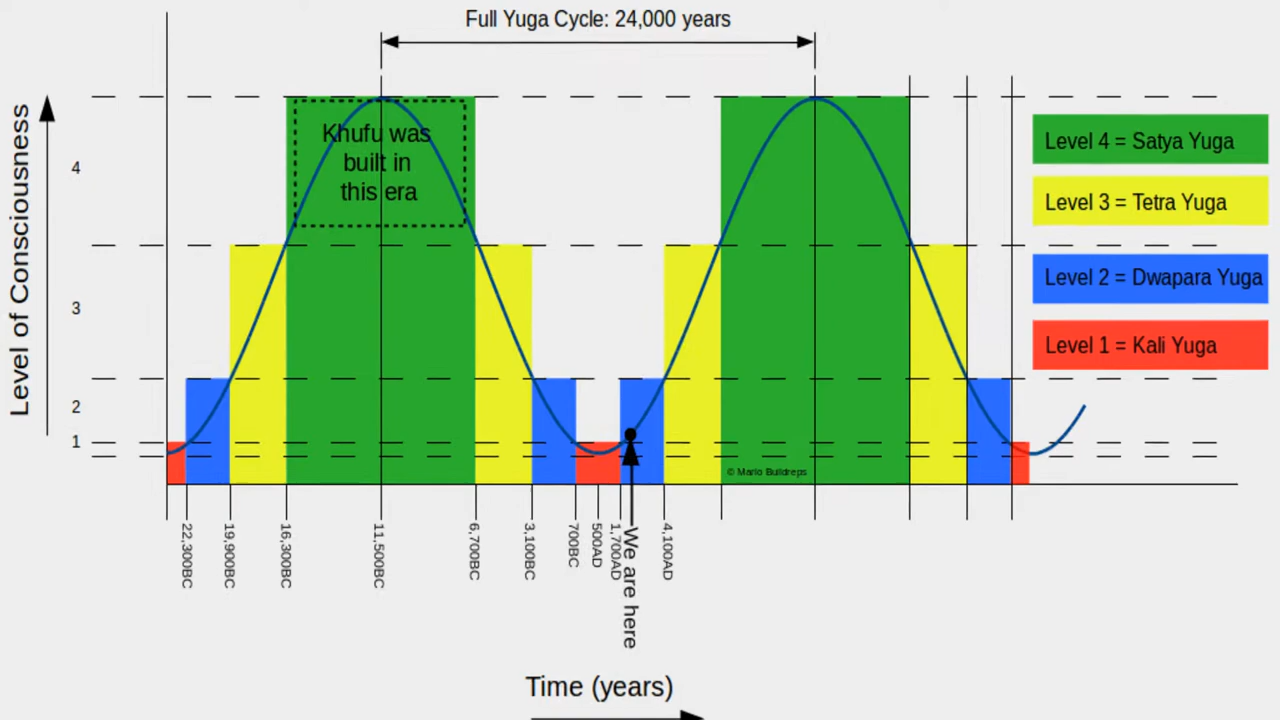 Full Yuga Cycle: 24,000 years
Level of Consciousness
4
3
2
1
Khufu was
built in
this era
Level 4 = Satya Yuga
Level 3 = Tetra Yuga
Level 2 = Dwapara Yuga
Level 1 = Kali Yuga
© Mario Buildreps
22,300BC
19,900BC
16,300BC
11,500BC
6,700BC
3,100BC
700BC
500AD
1,700AD
We are here
4,100AD
Time (years)